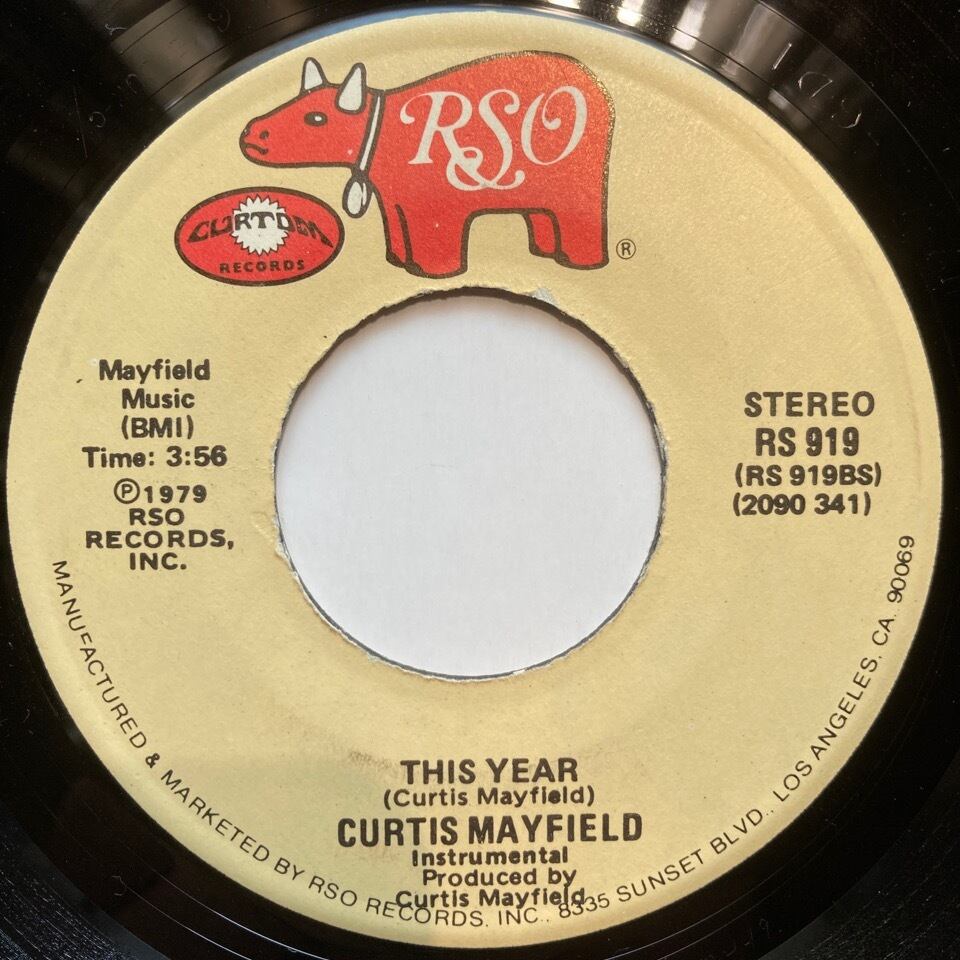 RSO
®
CURTOM
RECORDS
Mayfield
Music
(BMI)
Time: 3:56
℗1979
RSO
RECORDS,
INC.
STEREO
RS 919
(RS 919BS)
(2090 341)
THIS YEAR
(Curtis Mayfield)
CURTIS MAYFIELD
Instrumental
Produced by
Curtis Mayfield
MANUFACTURED & MARKETED BY RSO RECORDS, INC., 8335 SUNSET BLVD., LOS ANGELES, CA. 90069